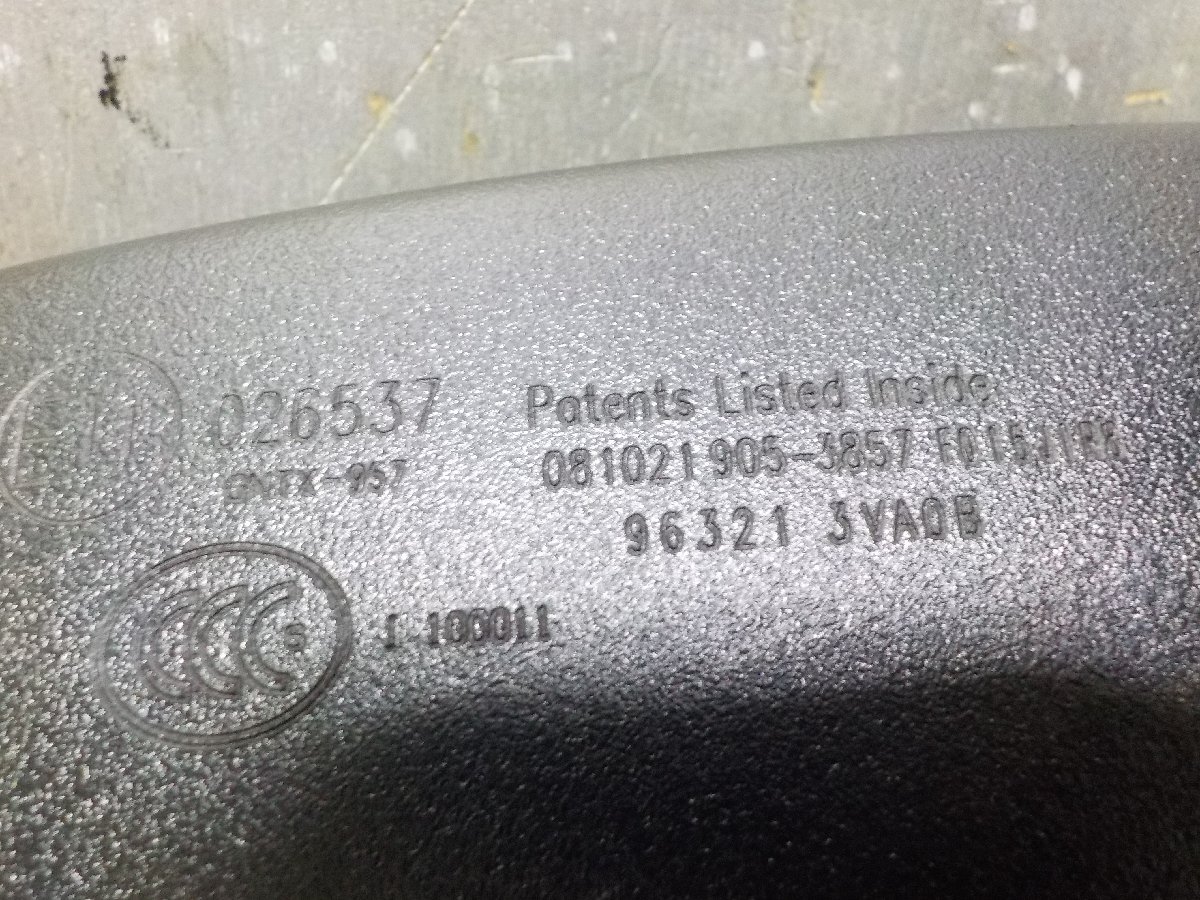 026537
GNTX-957
Patents Listed Inside
081021905-3857
96321 3VA0B
CCC S